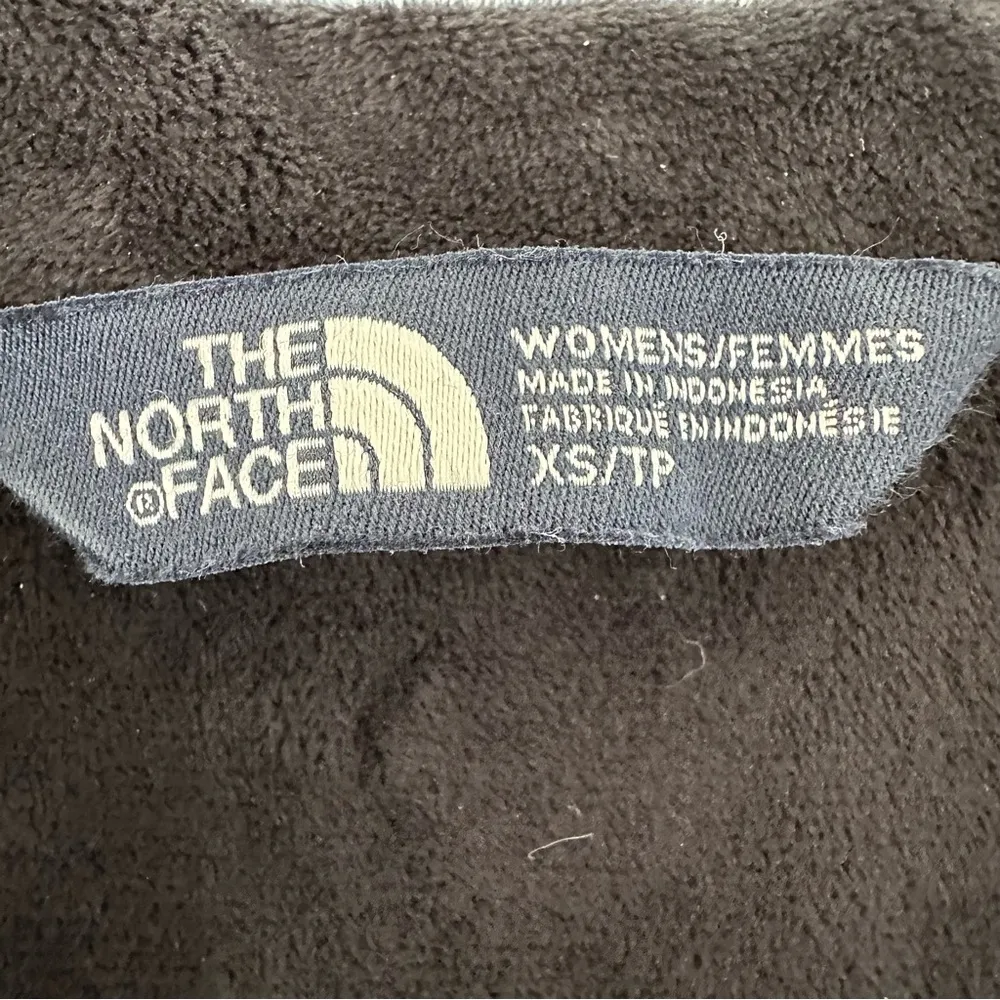 THE
NORTH
®FACE
WOMENS/FEMMES
MADE IN INDONESIA
FABRIQUÉ EN INDONÉSIE
XS/TP